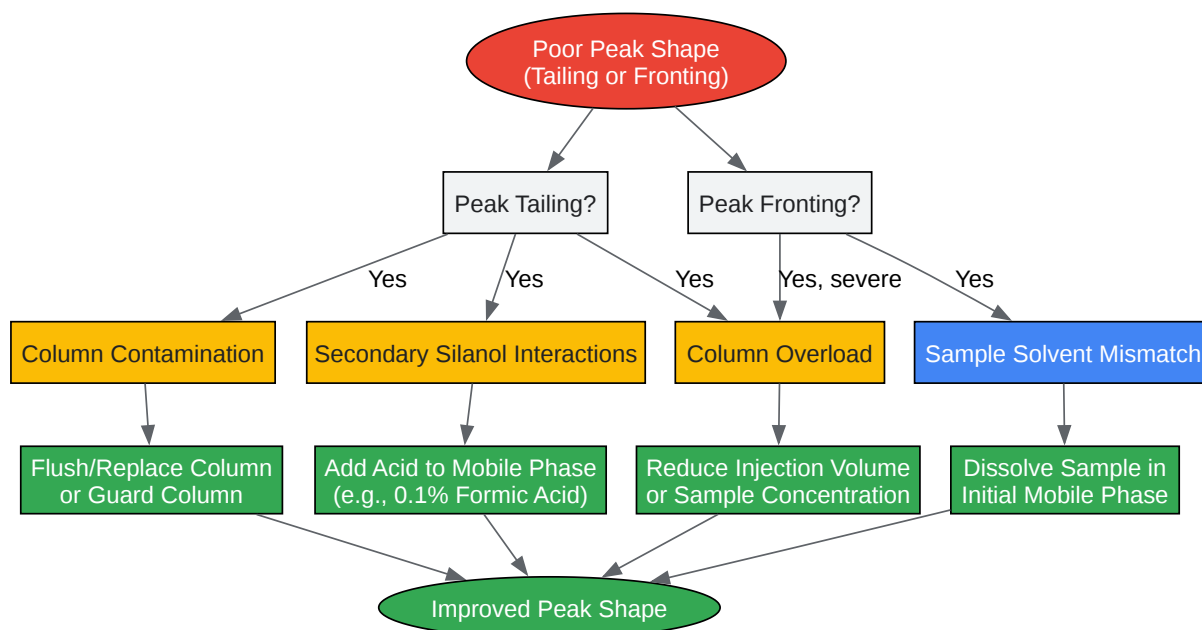 Poor Peak Shape
(Tailing or Fronting)
Peak Tailing?
Peak Fronting?
Yes
Yes
Yes
Yes, severe
Yes
Column Contamination
Secondary Silanol Interactions
Column Overload
Sample Solvent Mismatch
Flush/Replace Column
or Guard Column
Add Acid to Mobile Phase
(e.g., 0.1% Formic Acid)
Reduce Injection Volume
or Sample Concentration
Dissolve Sample in
Initial Mobile Phase
Improved Peak Shape